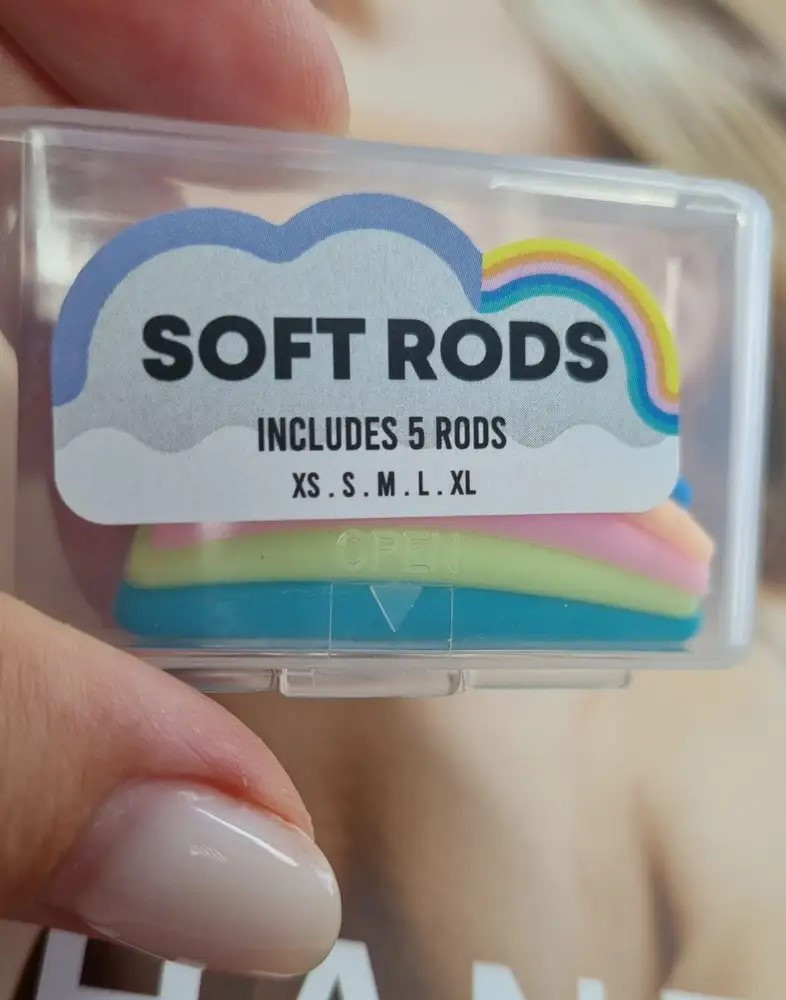 SOFT RODS
INCLUDES 5 RODS
XS . S . M . L . XL
OPEN